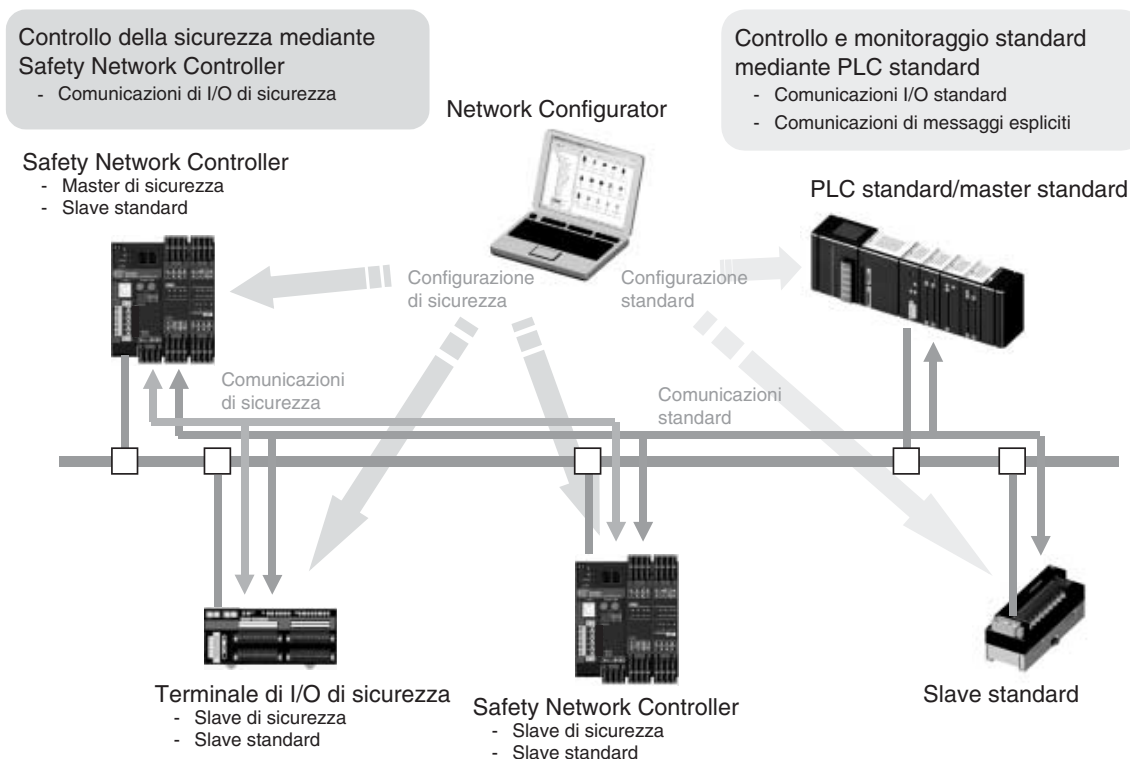 Controllo della sicurezza mediante
Safety Network Controller
- Comunicazioni di I/O di sicurezza
Controllo e monitoraggio standard
mediante PLC standard
- Comunicazioni I/O standard
- Comunicazioni di messaggi espliciti
Network Configurator
Safety Network Controller
- Master di sicurezza
- Slave standard
PLC standard/master standard
Configurazione
di sicurezza
Configurazione
standard
Comunicazioni
di sicurezza
Comunicazioni
standard
Terminale di I/O di sicurezza
- Slave di sicurezza
- Slave standard
Safety Network Controller
- Slave di sicurezza
- Slave standard
Slave standard